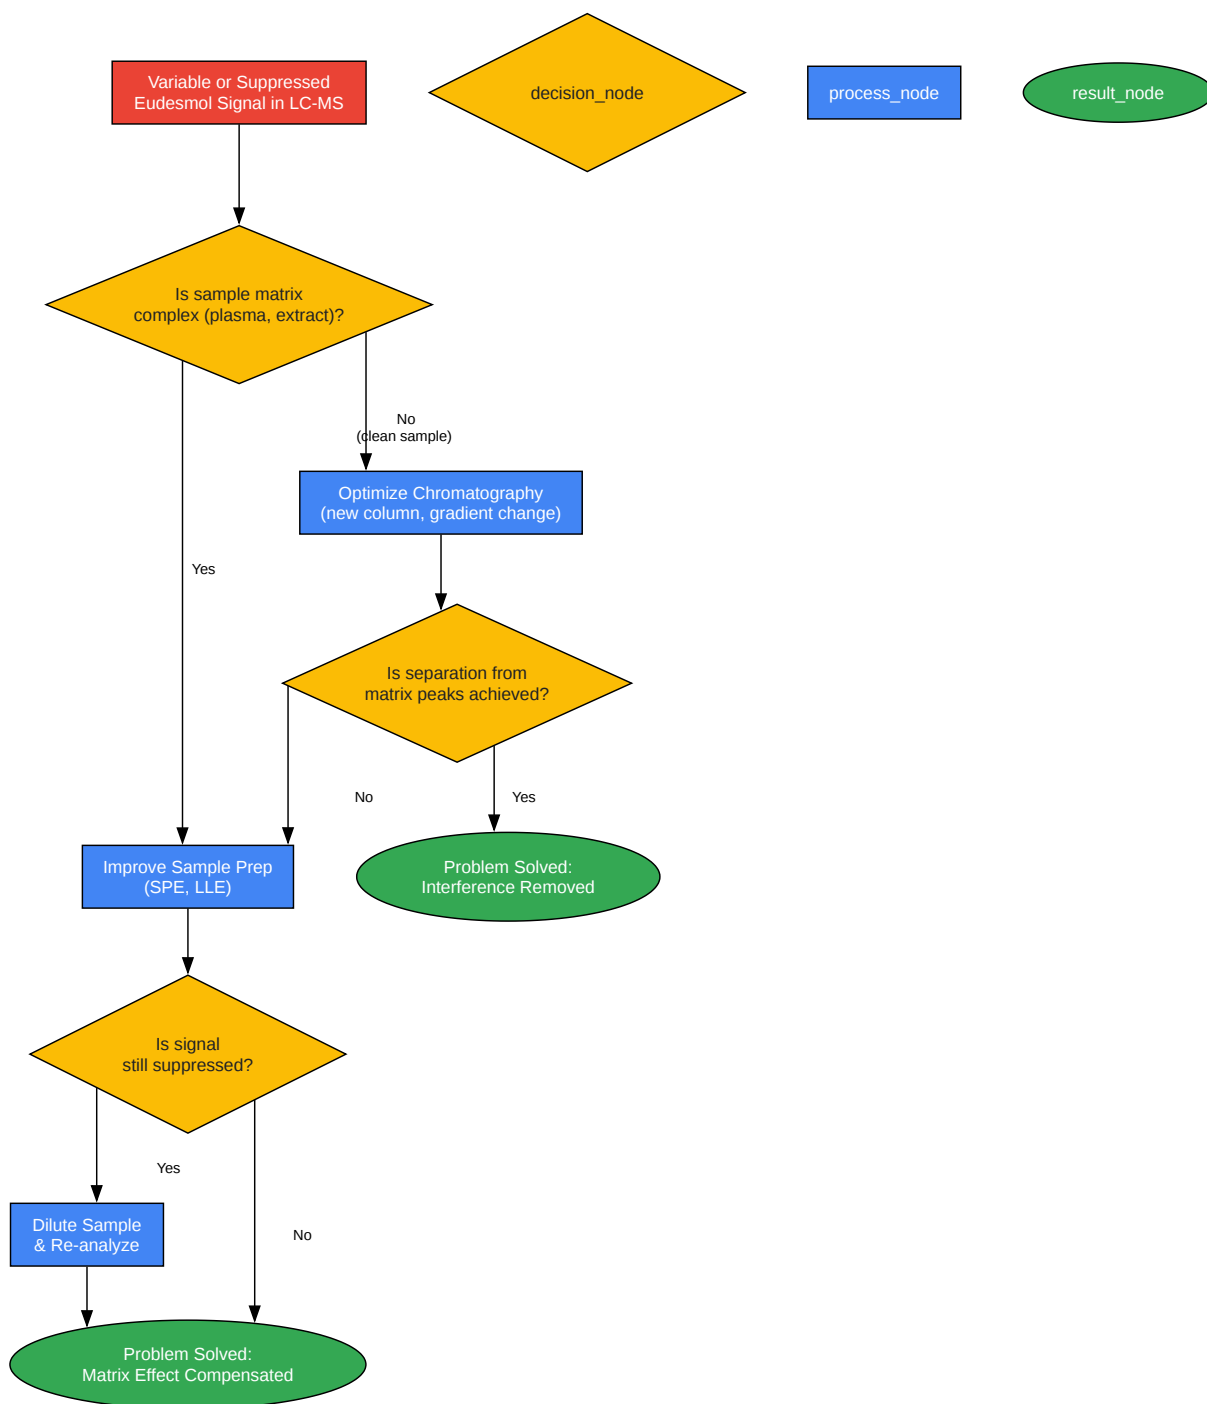 Variable or Suppressed
Eudesmol Signal in LC-MS
decision_node
process_node
result_node
Is sample matrix
complex (plasma, extract)?
No
(clean sample)
Optimize Chromatography
(new column, gradient change)
Yes
Is separation from
matrix peaks achieved?
No
Yes
Improve Sample Prep
(SPE, LLE)
Problem Solved:
Interference Removed
Is signal
still suppressed?
Yes
Dilute Sample
& Re-analyze
No
Problem Solved:
Matrix Effect Compensated